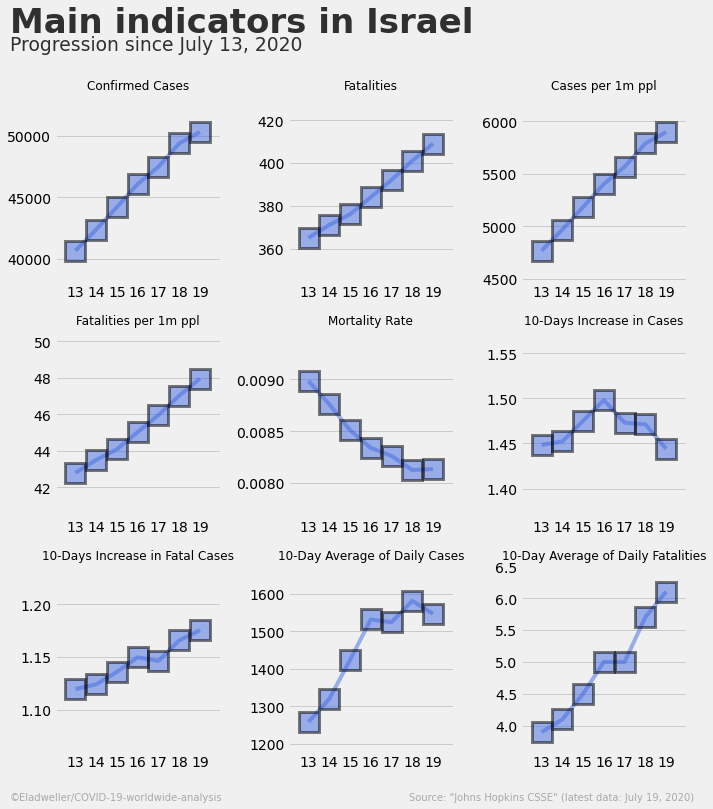 Main indicators in Israel
Progression since July 13, 2020
Confirmed Cases
50000
45000
40000
13 14 15 16 17 18 19
Fatalities
420
400
380
360
13 14 15 16 17 18 19
Cases per 1m ppl
6000
5500
5000
4500
13 14 15 16 17 18 19
Fatalities per 1m ppl
50
48
46
44
42
13 14 15 16 17 18 19
Mortality Rate
0.0090
0.0085
0.0080
13 14 15 16 17 18 19
10-Days Increase in Cases
1.55
1.50
1.45
1.40
13 14 15 16 17 18 19
10-Days Increase in Fatal Cases
1.20
1.15
1.10
13 14 15 16 17 18 19
10-Day Average of Daily Cases
1600
1500
1400
1300
1200
13 14 15 16 17 18 19
10-Day Average of Daily Fatalities
6.5
6.0
5.5
5.0
4.5
4.0
13 14 15 16 17 18 19
©Eladweller/COVID-19-worldwide-analysis
Source: "Johns Hopkins CSSE" (latest data: July 19, 2020)